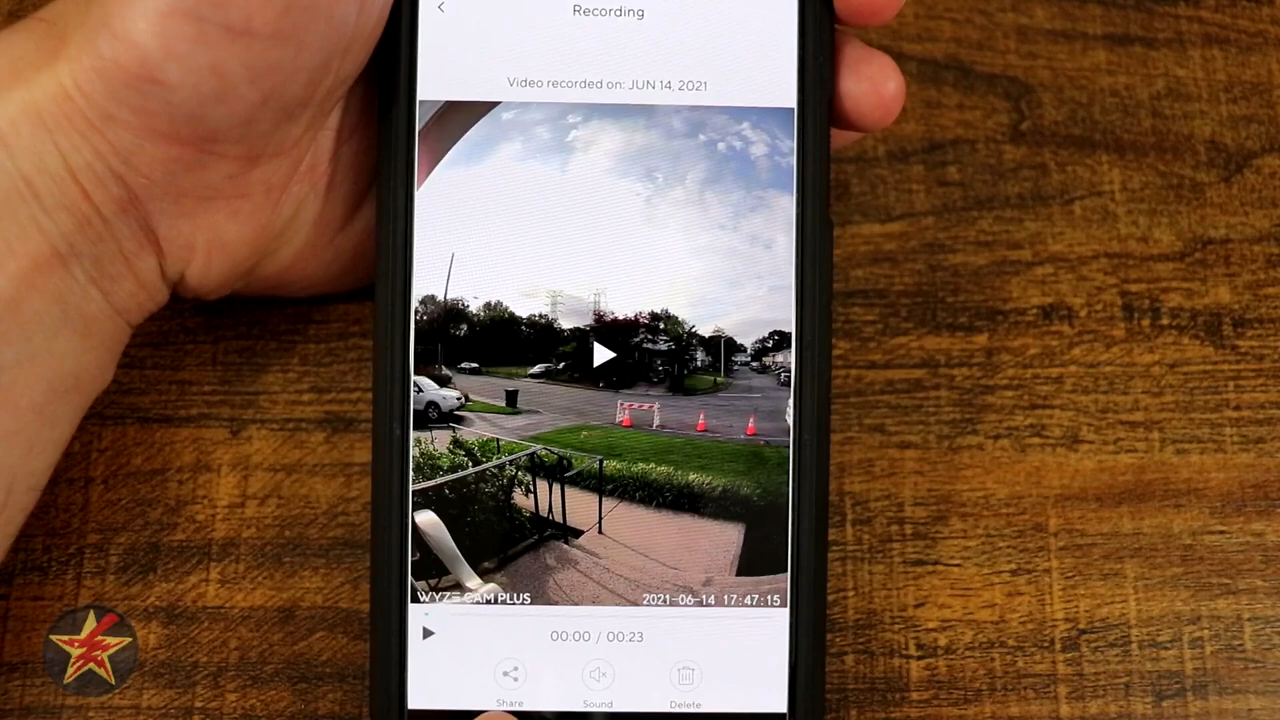 Recording
Video recorded on: JUN 14, 2021
WYZE CAM PLUS
2021-06-14 17:47:15
00:00 / 00:23
Share
Sound
Delete